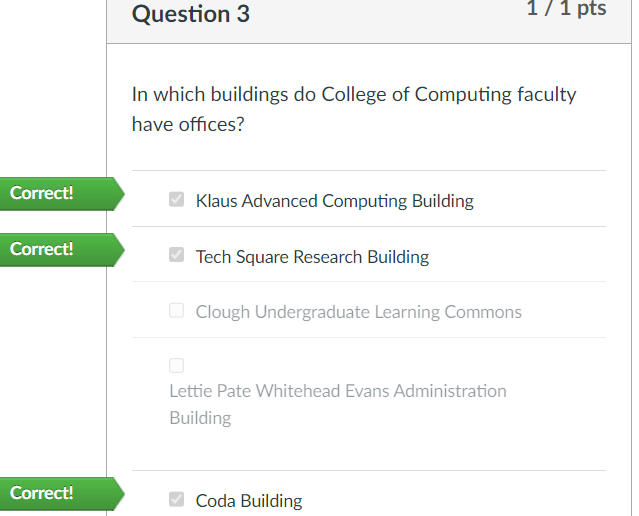 Question 3
1 / 1 pts
In which buildings do College of Computing faculty
have offices?
Correct!
Klaus Advanced Computing Building
Correct!
Tech Square Research Building
Clough Undergraduate Learning Commons
Lettie Pate Whitehead Evans Administration
Building
Correct!
Coda Building